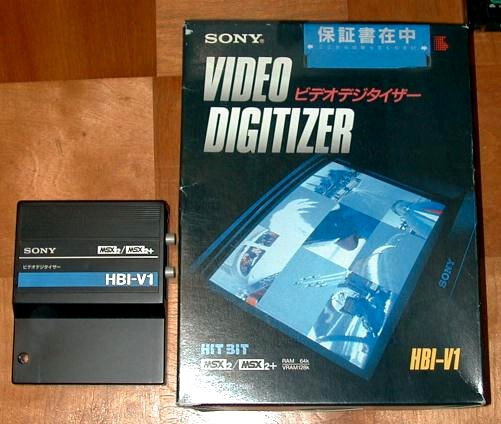 SONY
MSX2/MSX2+
ビデオデジタイザー
HBI-V1
SONY®
保証書在中
VIDEO
ビデオデジタイザー
DIGITIZER
SONY
HIT BIT
MSX2/MSX2+
RAM 64K
VRAM128K
HBI-V1